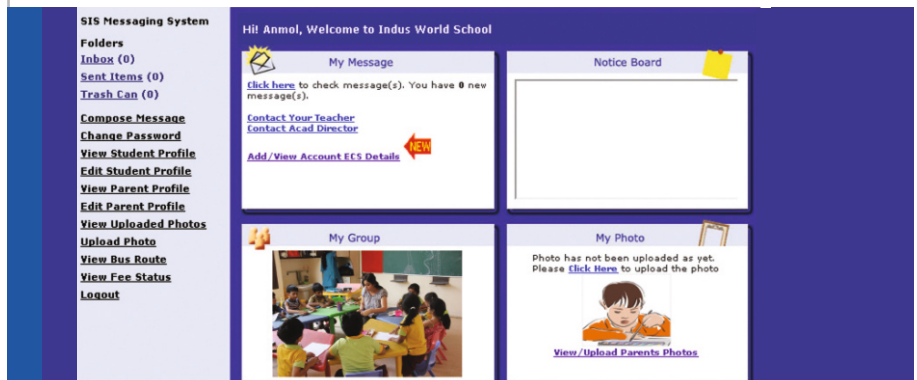 SIS Messaging System
Folders
Inbox (0)
Sent Items (0)
Trash Can (0)
Compose Message
Change Password
View Student Profile
Edit Student Profile
View Parent Profile
Edit Parent Profile
View Uploaded Photos
Upload Photo
View Bus Route
View Fee Status
Logout
Hi! Anmol, Welcome to Indus World School
My Message
Click here to check message(s). You have 0 new
message(s).
Contact Your Teacher
Contact Acad Director
Add/View Account ECS Details NEW
Notice Board
My Group
My Photo
Photo has not been uploaded as yet.
Please Click Here to upload the photo
View/Upload Parents Photos